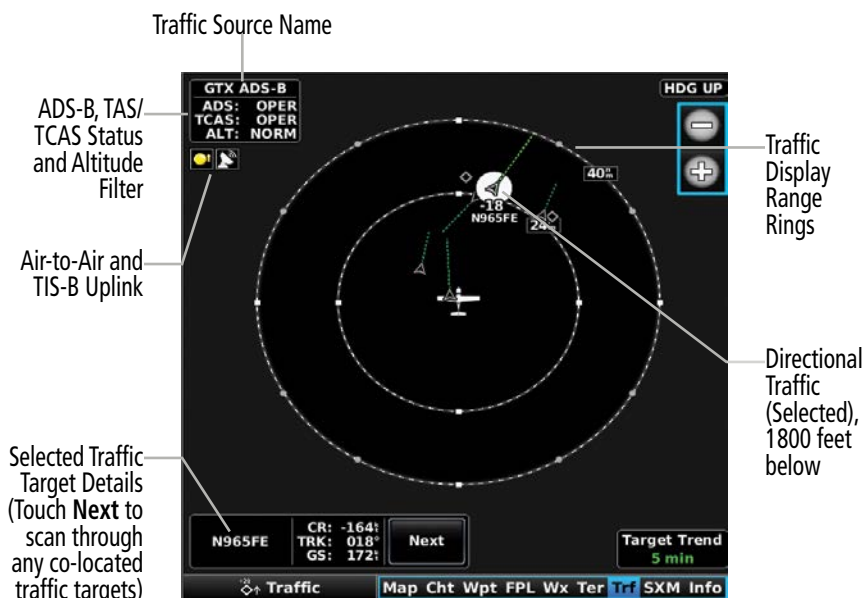 Traffic Source Name
ADS-B, TAS/
TCAS Status
and Altitude
Filter
Air-to-Air and
TIS-B Uplink
Selected Traffic
Target Details
(Touch Next to
scan through
any co-located
traffic targets)
GTX ADS-B
ADS: OPER
TCAS: OPER
ALT: NORM
HDG UP
40nm
-18
N965FE
24nm
N965FE
CR: -164
TRK: 018°
GS: 172
Next
Target Trend
5 min
Traffic
Map Cht Wpt FPL Wx Ter Trf SXM Info
Traffic
Display
Range
Rings
Directional
Traffic
(Selected),
1800 feet
below